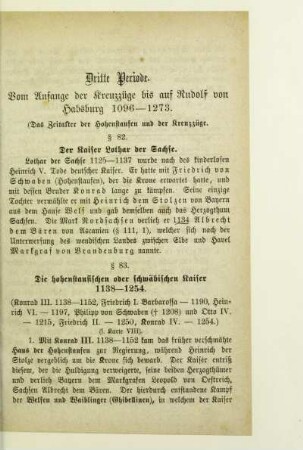 Dritte Periode.
Vom Anfange der Kreuzzüge bis auf Rudolf von
Habsburg 1096—1273.
(Das Zeitalter der Hohenstaufen und der Kreuzzüge.
§ 82.
Der Kaiser Lothar der Sachse.
Lothar der Sachse 1125—1137 wurde nach des kinderlosen
Heinrich V. Tode deutscher Kaiser. Er hatte mit Friedrich von
Schwaben (Hohenstaufen), der die Krone erwartet hatte, und mit
dessen Bruder Konrad lange zu kämpfen. Seine einzige
Tochter vermählte er mit Heinrich dem Stolzen von Bayern
aus dem Hause Welf und gab demselben auch das Herzogthum
Sachsen. Die Mark Nordsachsen verlieh er 1134 Albrecht
dem Bären von Ascanien (§ 111, 1), welcher sich nach der
Unterwerfung des wendischen Landes zwischen Elbe und Havel
Markgraf von Brandenburg nannte.
§ 83.
Die hohenstaufischen oder schwäbischen Kaiser
1138—1254.
(Konrad III. 1138—1152, Friedrich I. Barbarossa — 1190, Hein-
rich VI. — 1197, Philipp von Schwaben († 1208) und Otto IV.
— 1215, Friedrich II. — 1250, Konrad IV. — 1254.)
(s. Karte VIII).
1. Mit Konrad III. 1138—1152 kam das früher verschmähte
Haus der Hohenstaufen zur Regierung, während Heinrich der
Stolze vergeblich um die Krone sich bewarb. Der Kaiser entzog
diesem, der die Huldigung verweigerte, seine beiden Herzogthümer
und verlieh Bayern dem Markgrafen Leopold von Oestreich,
Sachsen Albrecht dem Bären. Der hierdurch entstandene Kampf
der Welfen und Waiblinger (Ghibellinen), in welchem der Kaiser